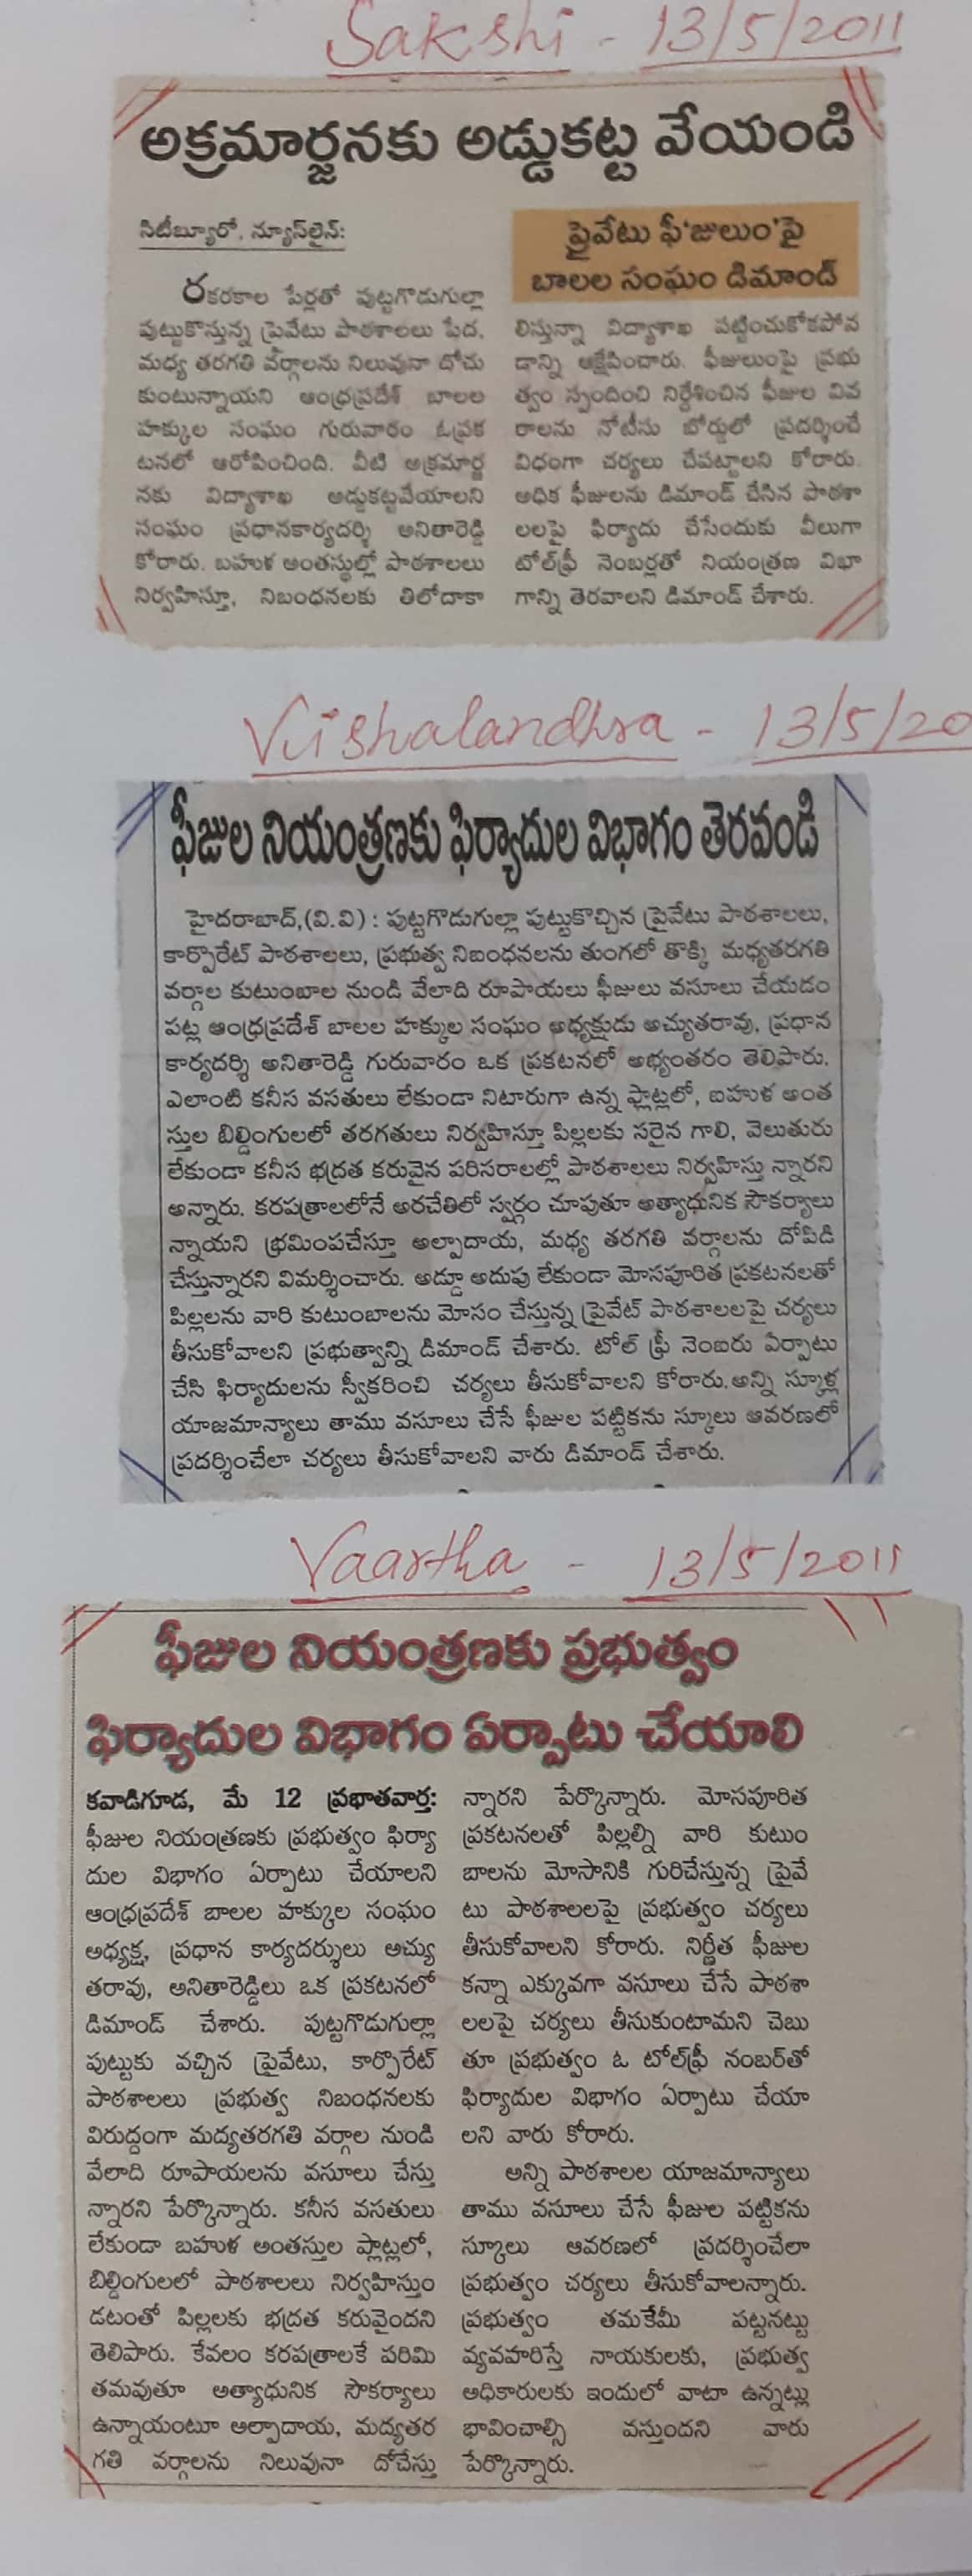 Sakshi - 13/5/2011
అక్రమార్జనకు అడ్డుకట్ట వేయండి
సిటీబ్యూరో, న్యూస్‌లైన్:
రకరకాల పేర్లతో పుట్టగొడుగుల్లా
పుట్టుకొస్తున్న ప్రైవేటు పాఠశాలలు పేద,
మధ్య తరగతి వర్గాలను నిలువునా దోచు
కుంటున్నాయని ఆంధ్రప్రదేశ్ బాలల
హక్కుల సంఘం గురువారం ఓప్రక
టనలో ఆరోపించింది. వీటి అక్రమార్జ
నకు విద్యాశాఖ అడ్డుకట్టవేయాలని
సంఘం ప్రధానకార్యదర్శి అనితారెడ్డి
కోరారు. బహుళ అంతస్థుల్లో పాఠశాలలు
నిర్వహిస్తూ, నిబంధనలకు తిలోదాకా
ప్రైవేటు ఫీ'జులుం'పై
బాలల సంఘం డిమాండ్
లిస్తున్నా విద్యాశాఖ పట్టించుకోకపోవ
డాన్ని ఆక్షేపించారు. ఫీజులుంపై ప్రభు
త్వం స్పందించి నిర్దేశించిన ఫీజుల వివ
రాలను నోటీసు బోర్డులో ప్రదర్శించే
విధంగా చర్యలు చేపట్టాలని కోరారు.
అధిక ఫీజులను డిమాండ్ చేసిన పాఠశా
లలపై ఫిర్యాదు చేసేందుకు వీలుగా
టోల్‌ఫ్రీ నెంబర్లతో నియంత్రణ విభా
గాన్ని తెరవాలని డిమాండ్ చేశారు.
Viishalandhra - 13/5/20
ఫీజుల నియంత్రణకు ఫిర్యాదుల విభాగం తెరవండి
హైదరాబాద్,(వి.వి) : పుట్టగొడుగుల్లా పుట్టుకొచ్చిన ప్రైవేటు పాఠశాలలు,
కార్పొరేట్ పాఠశాలలు, ప్రభుత్వ నిబంధనలను తుంగలో తొక్కి మధ్యతరగతి
వర్గాల కుటుంబాల నుండి వేలాది రూపాయలు ఫీజులు వసూలు చేయడం
పట్ల ఆంధ్రప్రదేశ్ బాలల హక్కుల సంఘం అధ్యక్షుడు అచ్యుతరావు, ప్రధాన
కార్యదర్శి అనితారెడ్డి గురువారం ఒక ప్రకటనలో అభ్యంతరం తెలిపారు.
ఎలాంటి కనీస వసతులు లేకుండా నిటారుగా ఉన్న ఫ్లాట్లలో, బహుళ అంత
స్తుల బిల్డింగులలో తరగతులు నిర్వహిస్తూ పిల్లలకు సరైన గాలి, వెలుతురు
లేకుండా కనీస భద్రత కరువైన పరిసరాలల్లో పాఠశాలలు నిర్వహిస్తు న్నారని
అన్నారు. కరపత్రాలలోనే అరచేతిలో స్వర్గం చూపుతూ అత్యాధునిక సౌకర్యాలు
న్నాయని భ్రమింపచేస్తూ అల్పాదాయ, మధ్య తరగతి వర్గాలను దోపిడి
చేస్తున్నారని విమర్శించారు. అడ్డూ అదుపు లేకుండా మోసపూరిత ప్రకటనలతో
పిల్లలను వారి కుటుంబాలను మోసం చేస్తున్న ప్రైవేట్ పాఠశాలలపై చర్యలు
తీసుకోవాలని ప్రభుత్వాన్ని డిమాండ్ చేశారు. టోల్ ఫ్రీ నెంబరు ఏర్పాటు
చేసి ఫిర్యాదులను స్వీకరించి చర్యలు తీసుకోవాలని కోరారు.అన్ని స్కూళ్ల
యాజమాన్యాలు తాము వసూలు చేసే ఫీజుల పట్టికను స్కూలు ఆవరణలో
ప్రదర్శించేలా చర్యలు తీసుకోవాలని వారు డిమాండ్ చేశారు.
Vaartha - 13/5/2011
ఫీజుల నియంత్రణకు ప్రభుత్వం
ఫిర్యాదుల విభాగం ఏర్పాటు చేయాలి
కవాడిగూడ, మే 12 ప్రభాతవార్త:
ఫీజుల నియంత్రణకు ప్రభుత్వం ఫిర్యా
దుల విభాగం ఏర్పాటు చేయాలని
ఆంధ్రప్రదేశ్ బాలల హక్కుల సంఘం
అధ్యక్ష, ప్రధాన కార్యదర్శులు అచ్యు
తరావు, అనితారెడ్డిలు ఒక ప్రకటనలో
డిమాండ్ చేశారు. పుట్టగొడుగుల్లా
పుట్టుకు వచ్చిన ప్రైవేటు, కార్పొరేట్
పాఠశాలలు ప్రభుత్వ నిబంధనలకు
విరుద్దంగా మద్యతరగతి వర్గాల నుండి
వేలాది రూపాయలను వసూలు చేస్తు
న్నారని పేర్కొన్నారు. కనీస వసతులు
లేకుండా బహుళ అంతస్తుల ప్లాట్లలో,
బిల్డింగులలో పాఠశాలలు నిర్వహిస్తుం
డటంతో పిల్లలకు భద్రత కరువైందని
తెలిపారు. కేవలం కరపత్రాలకే పరిమి
తమవుతూ అత్యాధునిక సౌకర్యాలు
ఉన్నాయంటూ అల్పాదాయ, మద్యతర
గతి వర్గాలను నిలువునా దోచేస్తు
న్నారని పేర్కొన్నారు. మోసపూరిత
ప్రకటనలతో పిల్లల్ని వారి కుటుం
బాలను మోసానికి గురిచేస్తున్న ప్రైవే
టు పాఠశాలలపై ప్రభుత్వం చర్యలు
తీసుకోవాలని కోరారు. నిర్ణీత ఫీజుల
కన్నా ఎక్కువగా వసూలు చేసే పాఠశా
లలపై చర్యలు తీసుకుంటామని చెబు
తూ ప్రభుత్వం ఓ టోల్‌ఫ్రీ నంబర్‌తో
ఫిర్యాదుల విభాగం ఏర్పాటు చేయా
లని వారు కోరారు.
అన్ని పాఠశాలల యాజమాన్యాలు
తాము వసూలు చేసే ఫీజుల పట్టికను
స్కూలు ఆవరణలో ప్రదర్శించేలా
ప్రభుత్వం చర్యలు తీసుకోవాలన్నారు.
ప్రభుత్వం తమకేమీ పట్టనట్టు
వ్యవహరిస్తే నాయకులకు, ప్రభుత్వ
అధికారులకు ఇందులో వాటా ఉన్నట్లు
భావించాల్సి వస్తుందని వారు
పేర్కొన్నారు.